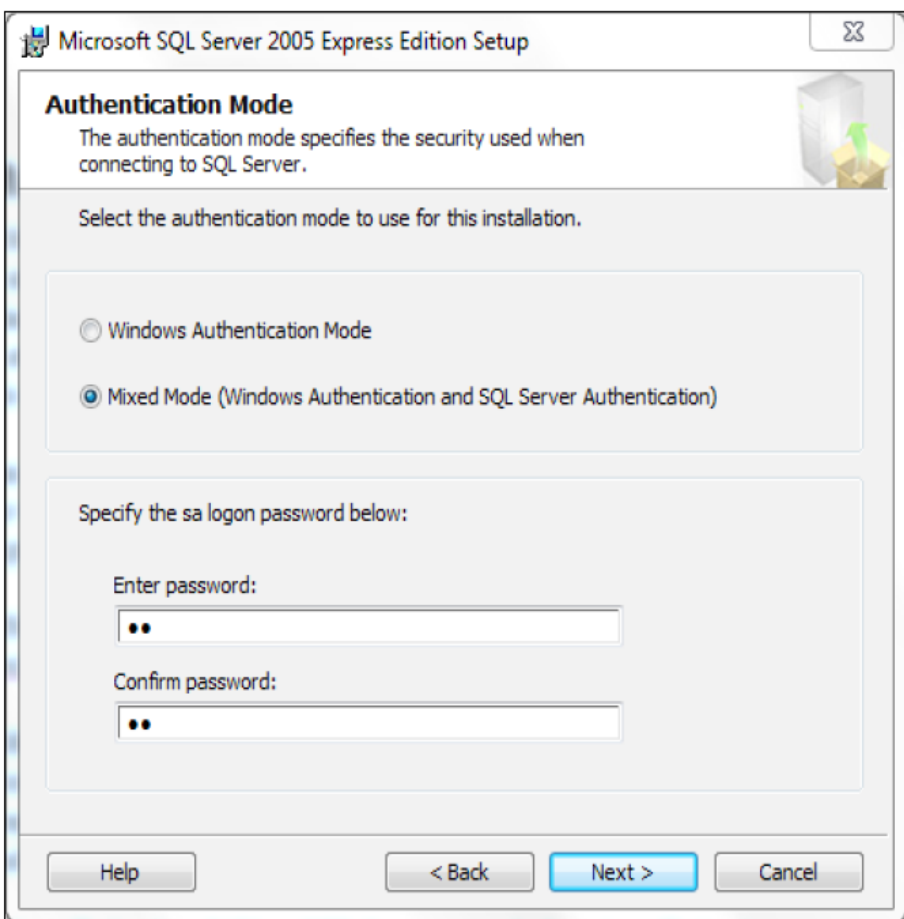 Microsoft SQL Server 2005 Express Edition Setup
Authentication Mode
The authentication mode specifies the security used when
connecting to SQL Server.
Select the authentication mode to use for this installation.
Windows Authentication Mode
Mixed Mode (Windows Authentication and SQL Server Authentication)
Specify the sa logon password below:
Enter password:
••
Confirm password:
••
Help
< Back
Next >
Cancel